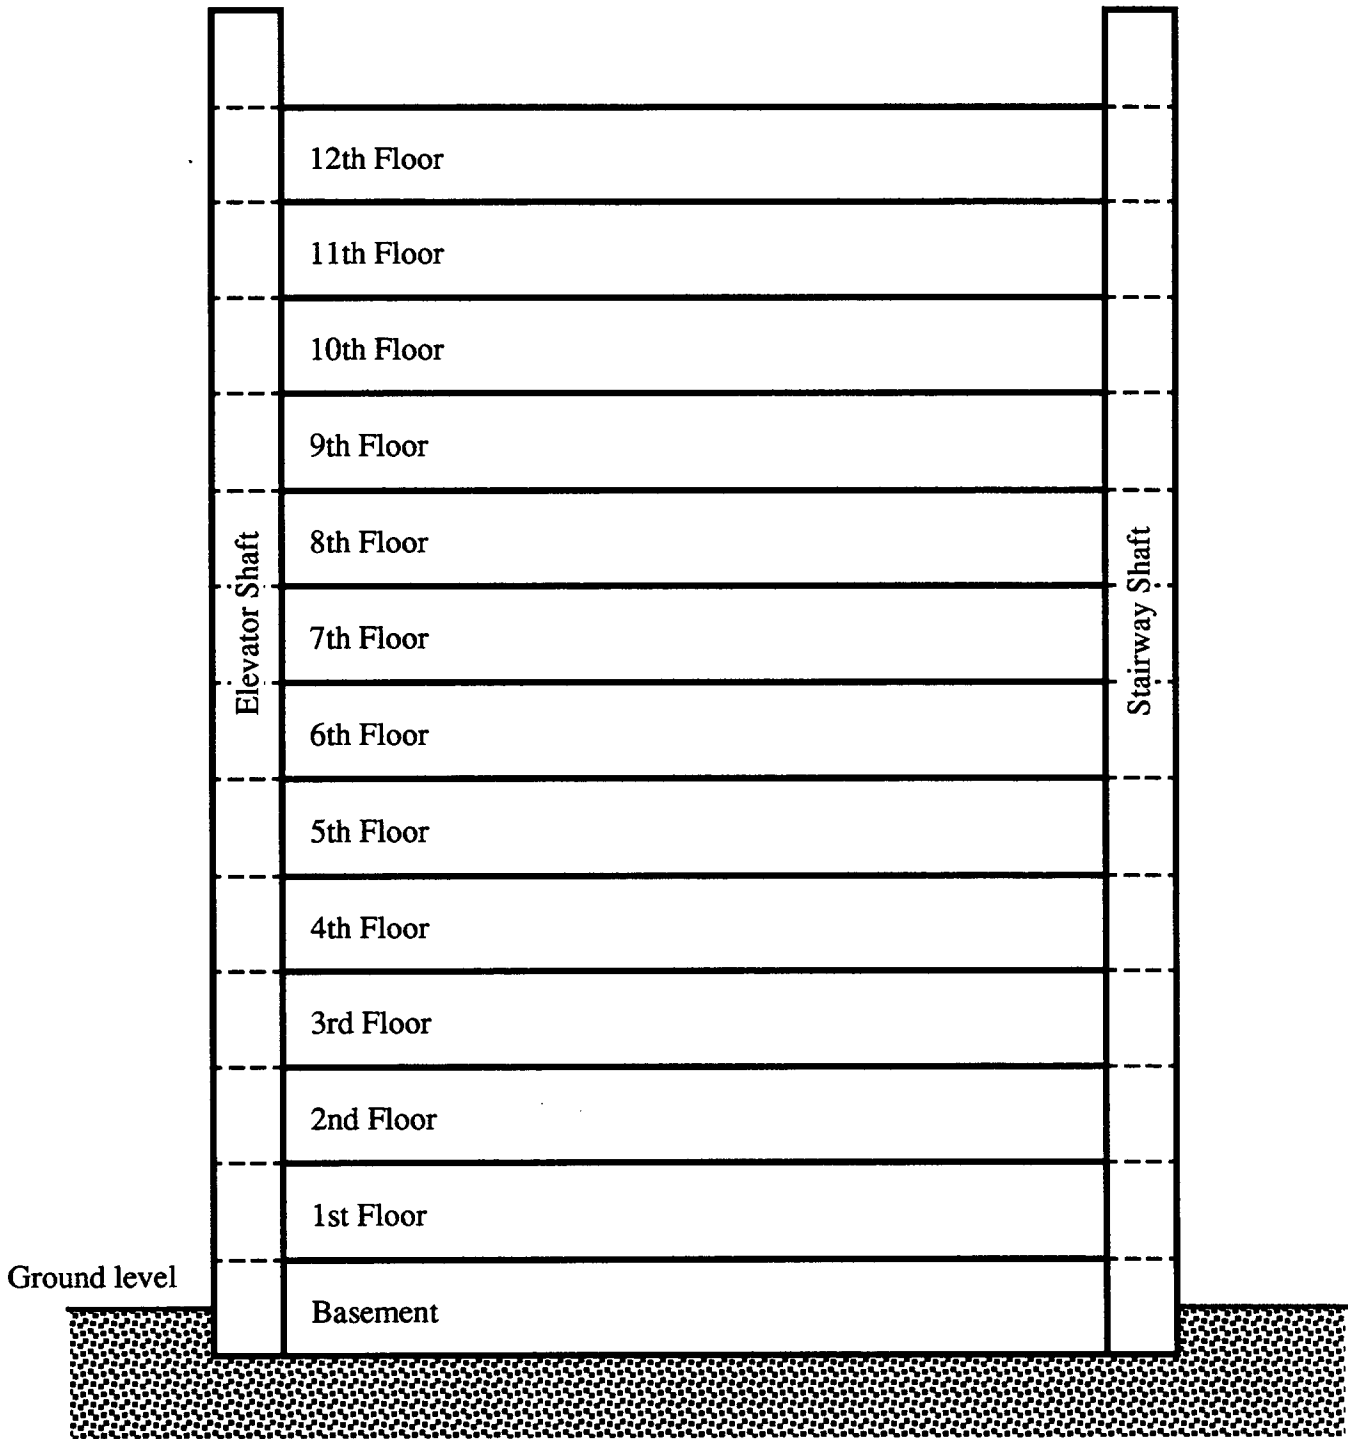 12th Floor
11th Floor
10th Floor
9th Floor
8th Floor
7th Floor
6th Floor
5th Floor
4th Floor
3rd Floor
2nd Floor
1st Floor
Basement
Elevator Shaft
Stairway Shaft
Ground level